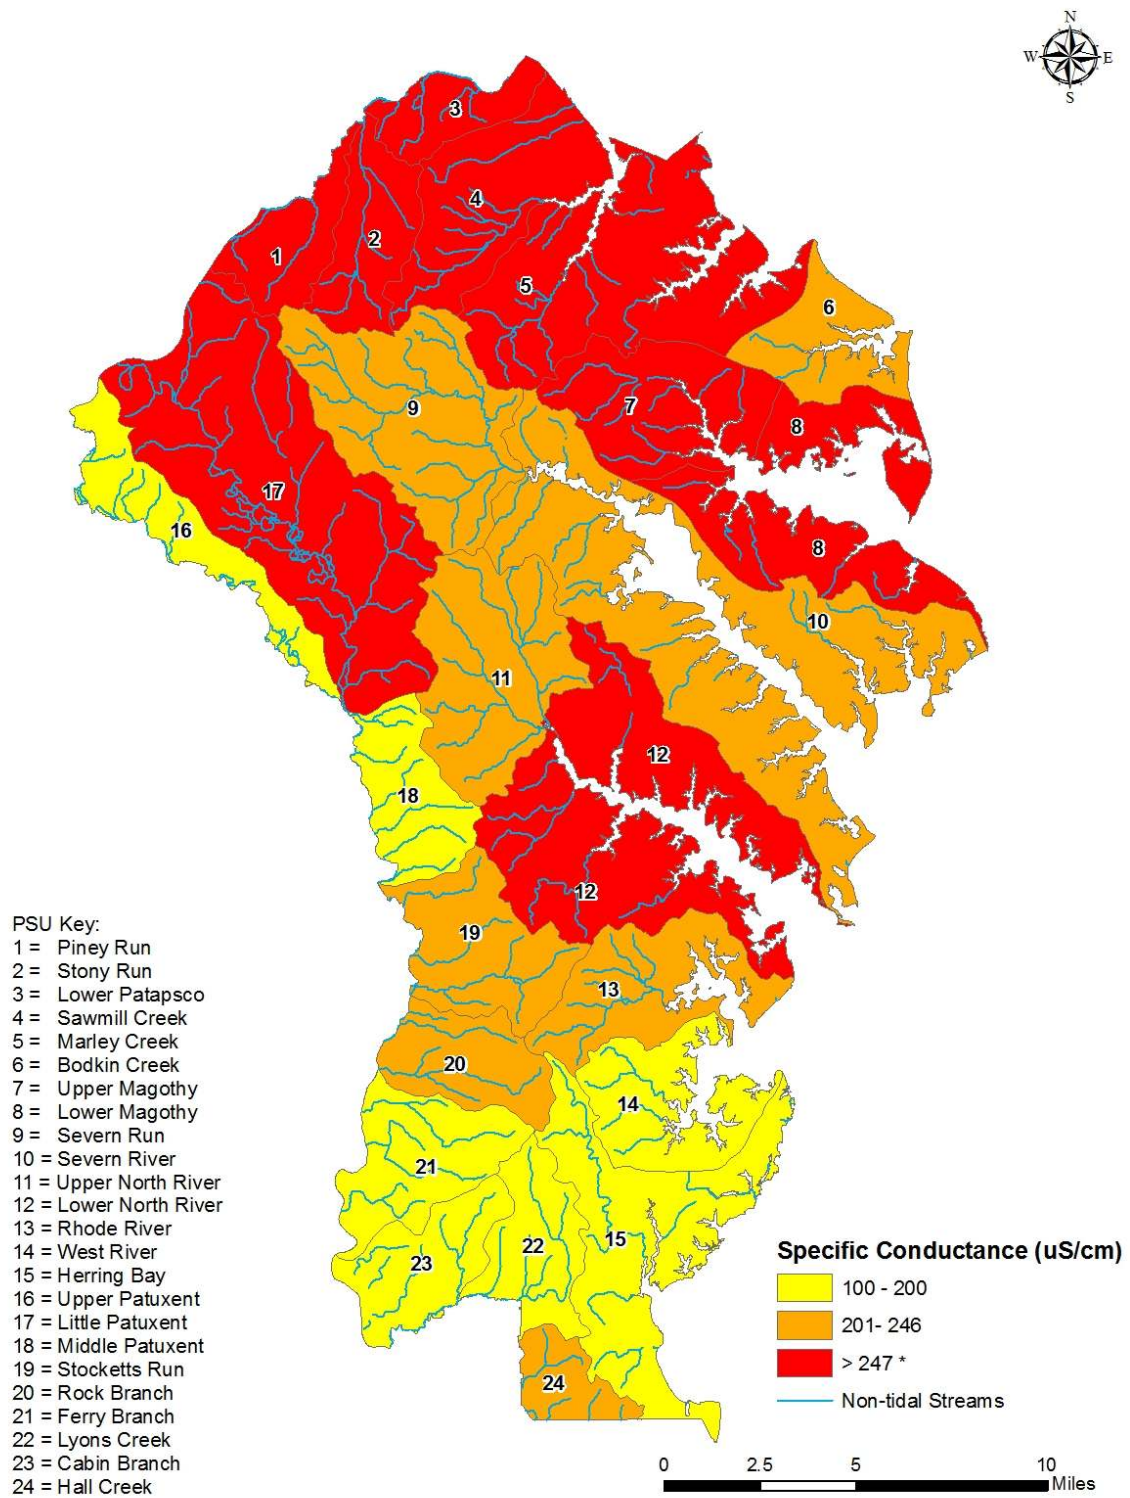 N
W E
S
3
4
2
1
5
6
7
8
9
17
16
8
10
11
12
18
12
19
13
20
14
21
22
15
23
24
PSU Key:
1 = Piney Run
2 = Stony Run
3 = Lower Patapsco
4 = Sawmill Creek
5 = Marley Creek
6 = Bodkin Creek
7 = Upper Magothy
8 = Lower Magothy
9 = Severn Run
10 = Severn River
11 = Upper North River
12 = Lower North River
13 = Rhode River
14 = West River
15 = Herring Bay
16 = Upper Patuxent
17 = Little Patuxent
18 = Middle Patuxent
19 = Stocketts Run
20 = Rock Branch
21 = Ferry Branch
22 = Lyons Creek
23 = Cabin Branch
24 = Hall Creek
Specific Conductance (uS/cm)
100 - 200
201- 246
> 247 *
Non-tidal Streams
0 2.5 5 10
Miles